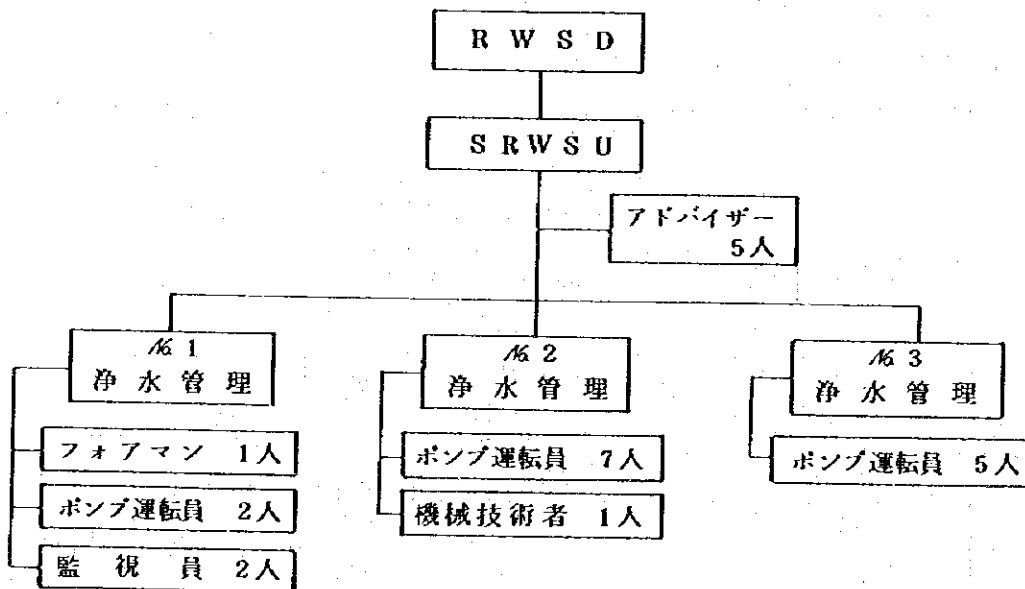 RWSD
SRWSU
アドバイザー
5人
№1
浄水管理
フォアマン 1人
ポンプ運転員 2人
監視員 2人
№2
浄水管理
ポンプ運転員 7人
機械技術者 1人
№3
浄水管理
ポンプ運転員 5人